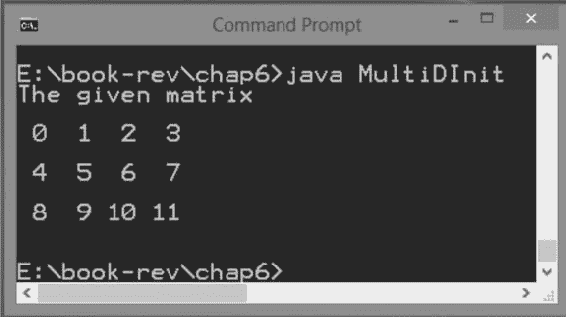 Command Prompt
E:\book-rev\chap6>java MultiDInit
The given matrix
0 1 2 3
4 5 6 7
8 9 10 11
E:\book-rev\chap6>